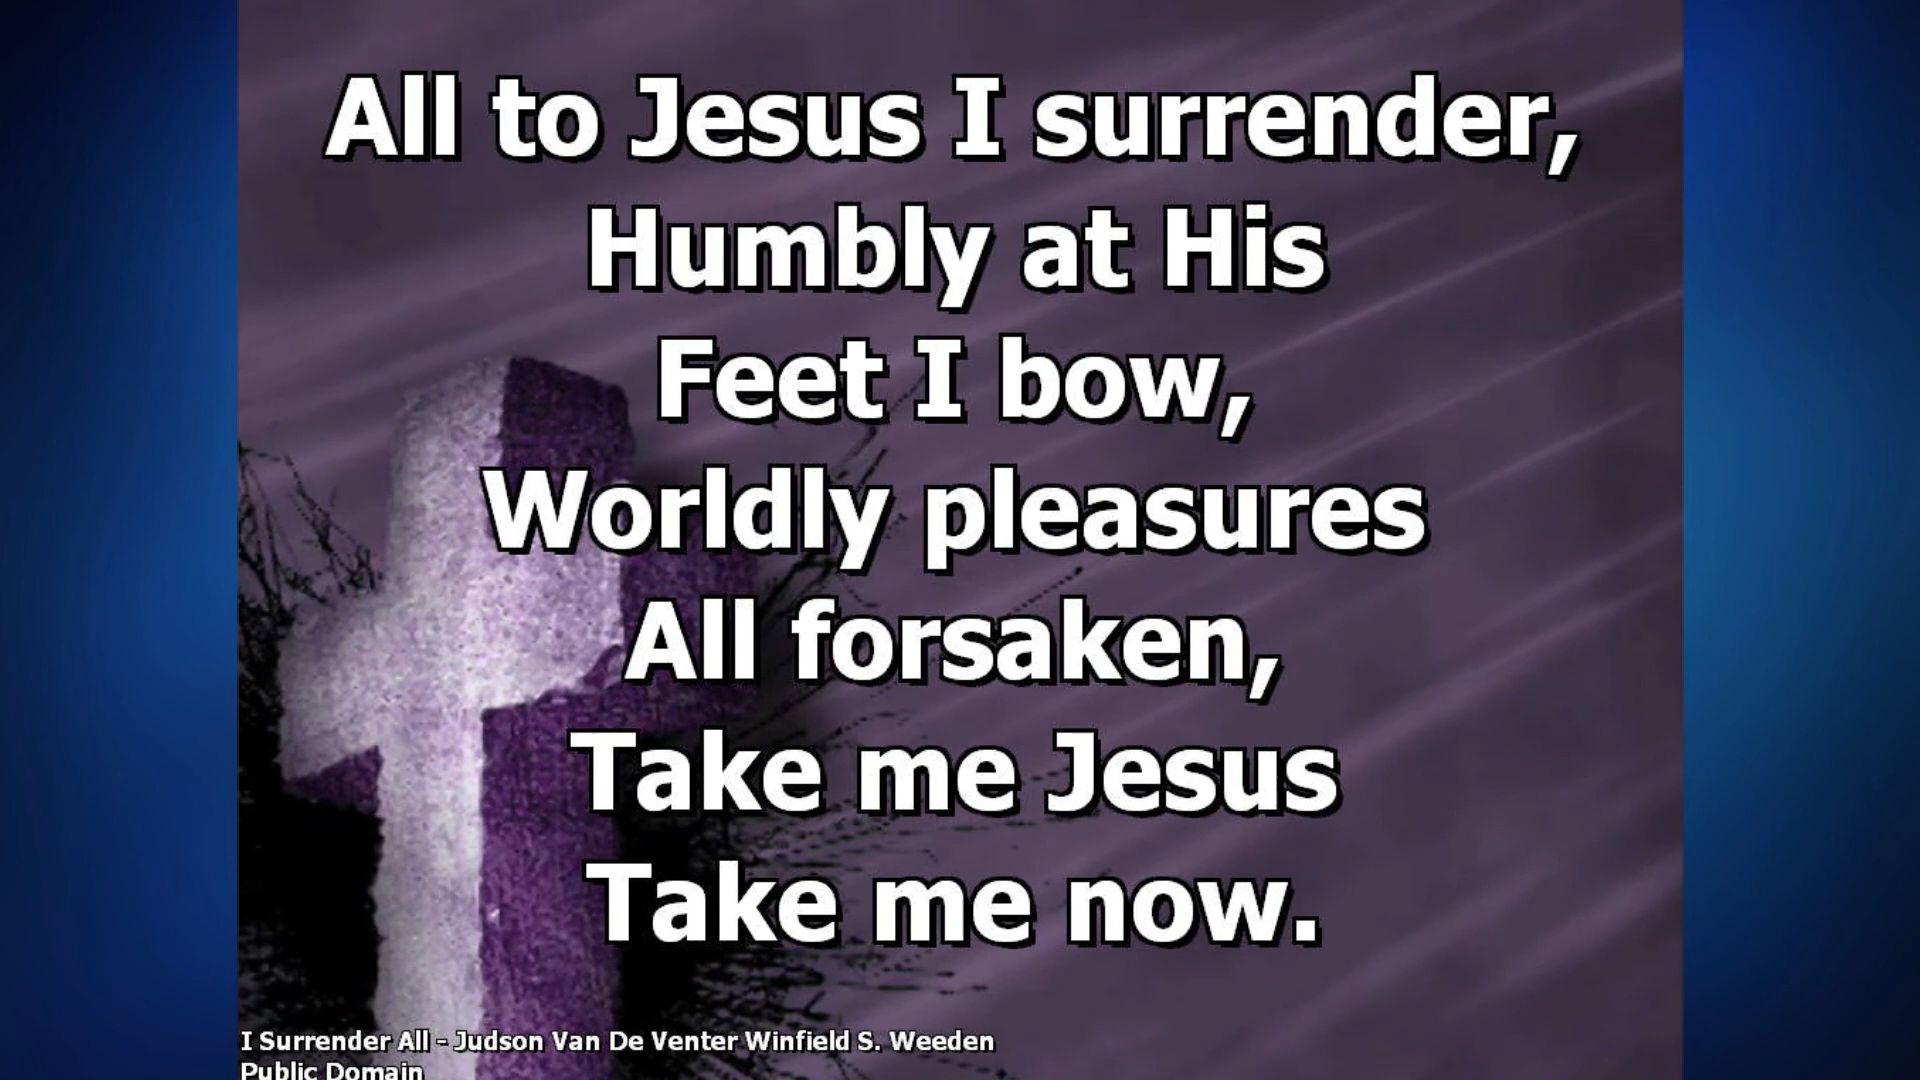 All to Jesus I surrender,
Humbly at His
Feet I bow,
Worldly pleasures
All forsaken,
Take me Jesus
Take me now.
I Surrender All - Judson Van De Venter Winfield S. Weeden
Public Domain